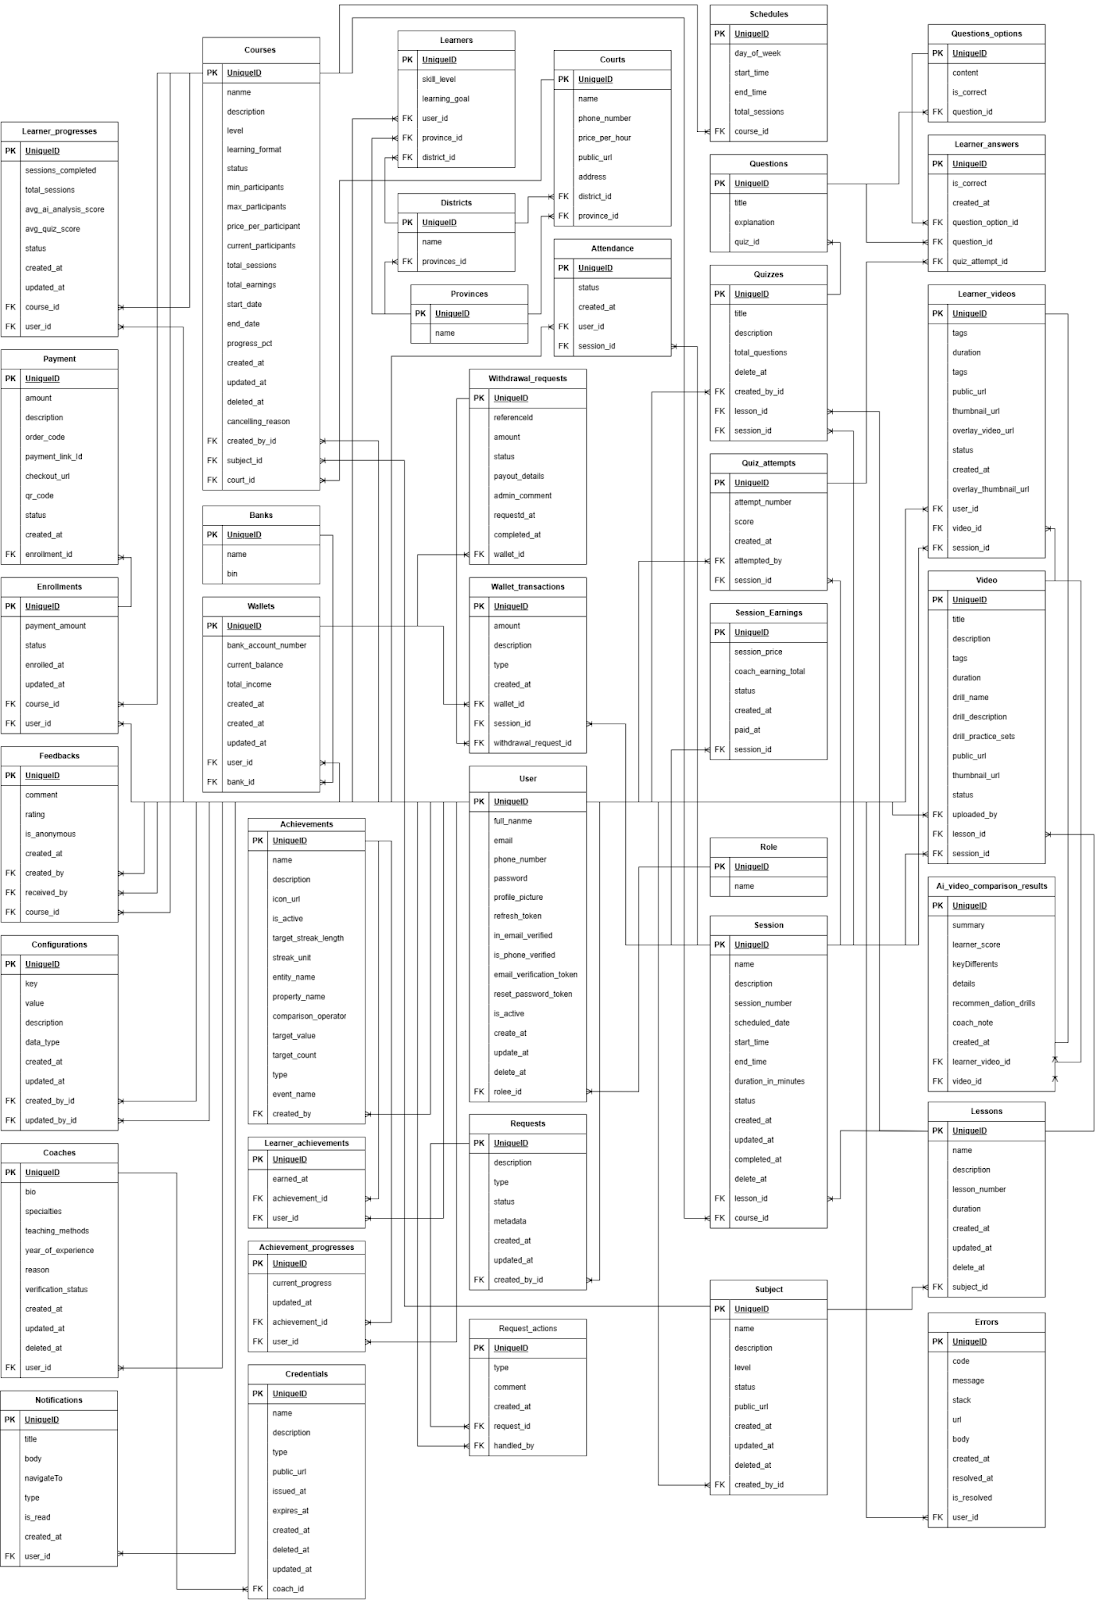 Learner_progresses
PK UniqueID
sessions_completed
total_sessions
avg_ai_analysis_score
avg_quiz_score
status
created_at
updated_at
FK course_id
FK user_id
Payment
PK UniqueID
amount
description
order_code
payment_link_Id
checkout_url
qr_code
status
created_at
FK enrollment_id
Enrollments
PK UniqueID
payment_amount
status
enrolled_at
updated_at
FK course_id
FK user_id
Feedbacks
PK UniqueID
comment
rating
is_anonymous
created_at
FK created_by
FK received_by
FK course_id
Configurations
PK UniqueID
key
value
description
data_type
created_at
updated_at
FK created_by_id
FK updated_by_id
Coaches
PK UniqueID
bio
specialties
teaching_methods
year_of_experience
reason
verification_status
created_at
updated_at
deleted_at
FK user_id
Notifications
PK UniqueID
title
body
navigateTo
type
is_read
created_at
FK user_id
Courses
PK UniqueID
nanme
description
level
learning_format
status
min_participants
max_participants
price_per_participant
current_participants
total_sessions
total_earnings
start_date
end_date
progress_pct
created_at
updated_at
deleted_at
cancelling_reason
FK created_by_id
FK subject_id
FK court_id
Banks
PK UniqueID
name
bin
Wallets
PK UniqueID
bank_account_number
current_balance
total_income
created_at
created_at
updated_at
FK user_id
FK bank_id
Achievements
PK UniqueID
name
description
icon_url
is_active
target_streak_length
streak_unit
entity_name
property_name
comparison_operator
target_value
target_count
type
event_name
FK created_by
Learner_achievements
PK UniqueID
earned_at
FK achievement_id
FK user_id
Achievement_progresses
PK UniqueID
current_progress
updated_at
FK achievement_id
FK user_id
Credentials
PK UniqueID
name
description
type
public_url
issued_at
expires_at
created_at
deleted_at
updated_at
FK coach_id
Learners
PK UniqueID
skill_level
learning_goal
FK user_id
FK province_id
FK district_id
Districts
PK UniqueID
name
FK provinces_id
Provinces
PK UniqueID
name
Withdrawal_requests
PK UniqueID
referenceId
amount
status
payout_details
admin_comment
requestd_at
completed_at
FK wallet_id
Wallet_transactions
PK UniqueID
amount
description
type
created_at
FK wallet_id
FK session_id
FK withdrawal_request_id
User
PK UniqueID
full_nanme
email
phone_number
password
profile_picture
refresh_token
in_email_verified
is_phone_verified
email_verification_token
reset_password_token
is_active
create_at
update_at
delete_at
FK rolee_id
Requests
PK UniqueID
description
type
status
metadata
created_at
updated_at
FK created_by_id
Request_actions
PK UniqueID
type
comment
created_at
FK request_id
FK handled_by
Courts
PK UniqueID
name
phone_number
price_per_hour
public_url
address
FK district_id
FK province_id
Attendance
PK UniqueID
status
created_at
FK user_id
FK session_id
Schedules
PK UniqueID
day_of_week
start_time
end_time
total_sessions
FK course_id
Questions
PK UniqueID
title
explanation
FK quiz_id
Quizzes
PK UniqueID
title
description
total_questions
delete_at
FK created_by_id
FK lesson_id
FK session_id
Quiz_attempts
PK UniqueID
attempt_number
score
created_at
FK attempted_by
FK session_id
Session_Earnings
PK UniqueID
session_price
coach_earning_total
status
created_at
paid_at
FK session_id
Role
PK UniqueID
name
Session
PK UniqueID
name
description
session_number
scheduled_date
start_time
end_time
duration_in_minutes
status
created_at
updated_at
completed_at
delete_at
FK lesson_id
FK course_id
Subject
PK UniqueID
name
description
level
status
public_url
created_at
updated_at
deleted_at
FK created_by_id
Questions_options
PK UniqueID
content
is_correct
FK question_id
Learner_answers
PK UniqueID
is_correct
created_at
FK question_option_id
FK question_id
FK quiz_attempt_id
Learner_videos
PK UniqueID
tags
duration
tags
public_url
thumbnail_url
overlay_video_url
status
created_at
overlay_thumbnail_url
FK user_id
FK video_id
FK session_id
Video
PK UniqueID
title
description
tags
duration
drill_name
drill_description
drill_practice_sets
public_url
thumbnail_url
status
FK uploaded_by
FK lesson_id
FK session_id
Ai_video_comparison_results
PK UniqueID
summary
learner_score
keyDifferents
details
recommen_dation_drills
coach_note
created_at
FK learner_video_id
FK video_id
Lessons
PK UniqueID
name
description
lesson_number
duration
created_at
updated_at
delete_at
FK subject_id
Errors
PK UniqueID
code
message
stack
url
body
created_at
resolved_at
is_resolved
FK user_id